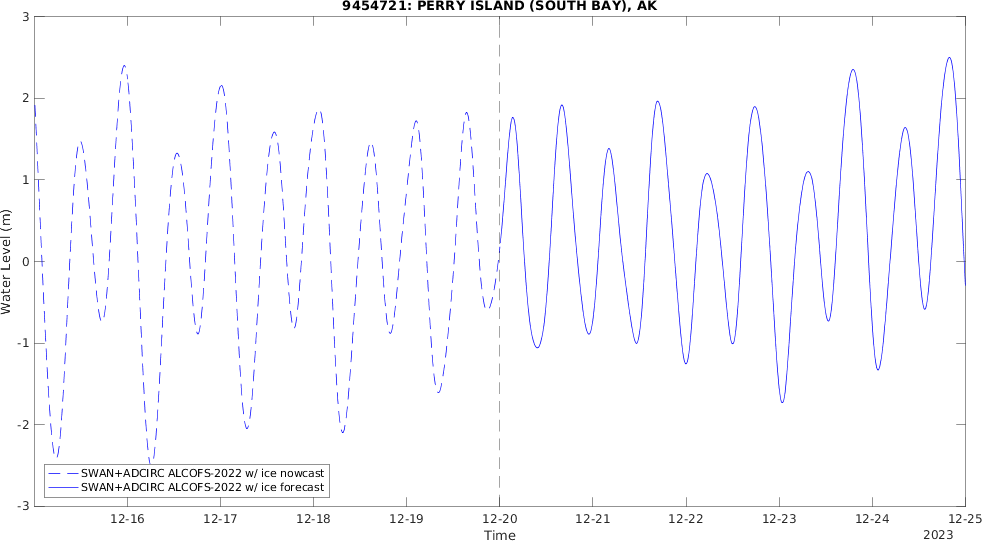 9454721: PERRY ISLAND (SOUTH BAY), AK
3
2
1
0
-1
-2
-3
Water Level (m)
SWAN+ADCIRC ALCOFS-2022 w/ ice nowcast
SWAN+ADCIRC ALCOFS-2022 w/ ice forecast
12-16 12-17 12-18 12-19 12-20 12-21 12-22 12-23 12-24 12-25
Time
2023